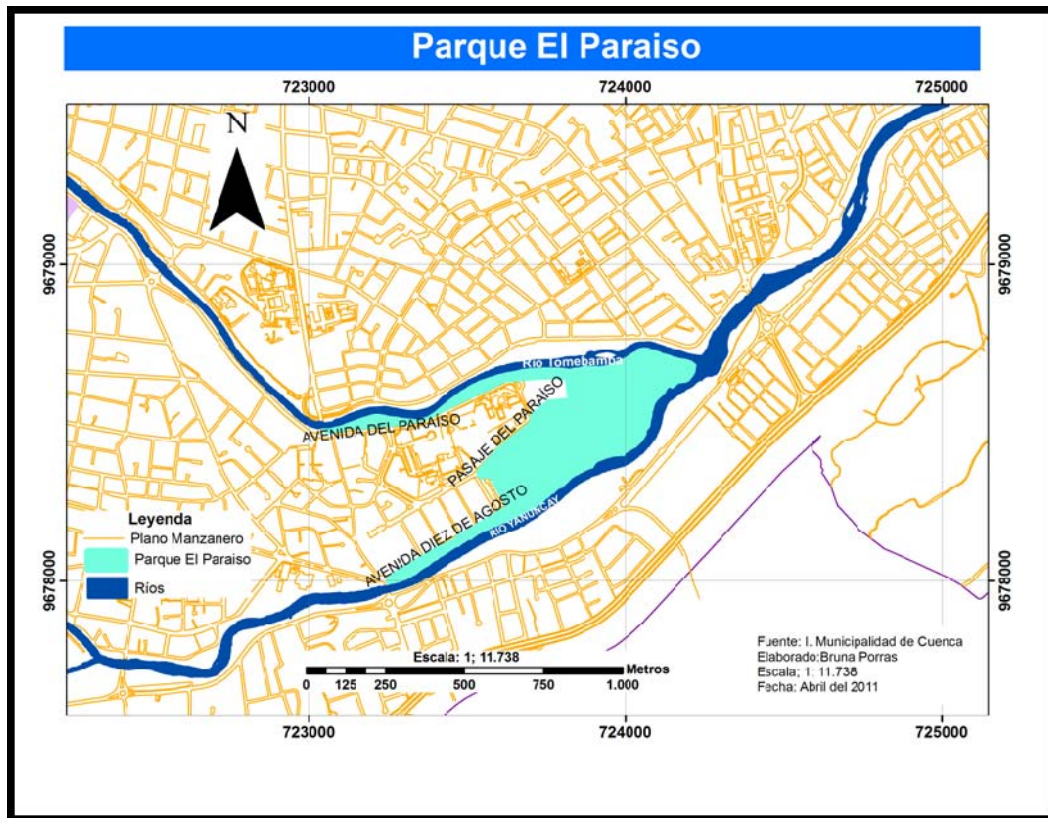 Parque El Paraiso
723000
724000
725000
N
9679000
9679000
Río Tomebamba
AVENIDA DEL PARAÍSO
PASAJE DEL PARAÍSO
AVENIDA DIEZ DE AGOSTO
RIO YANUNCAY
Leyenda
Plano Manzanero
Parque El Paraiso
Ríos
9678000
9678000
Escala: 1; 11.738
Metros
0 125 250 500 750 1.000
Fuente: I. Municipalidad de Cuenca
Elaborado:Bruna Porras
Escala; 1: 11.738
Fecha: Abril del 2011
723000
724000
725000